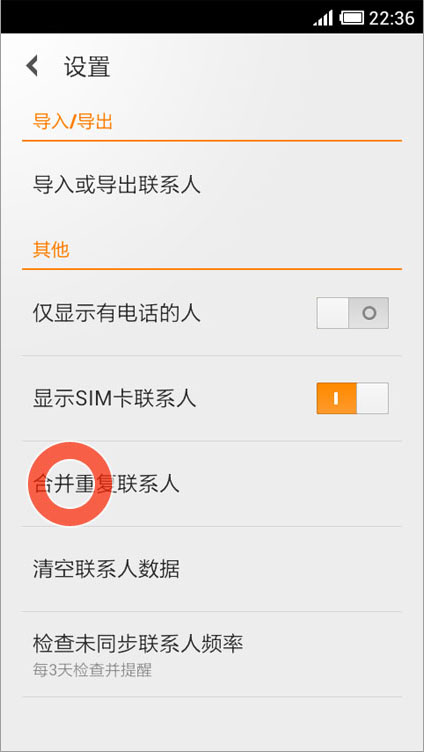 22:36
设置
导入/导出
导入或导出联系人
其他
仅显示有电话的人
显示SIM卡联系人
合并重复联系人
清空联系人数据
检查未同步联系人频率
每3天检查并提醒